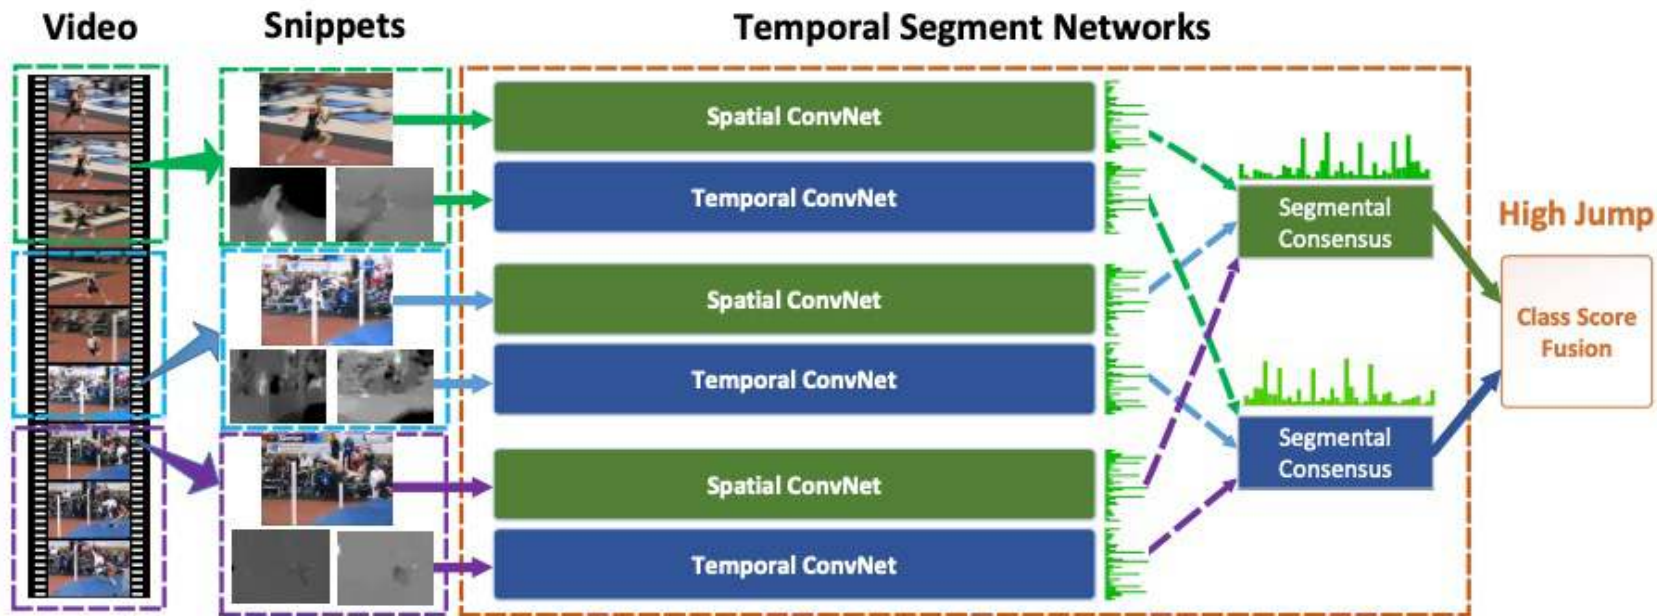 Video
Snippets
Temporal Segment Networks
Spatial ConvNet
Temporal ConvNet
Spatial ConvNet
Temporal ConvNet
Spatial ConvNet
Temporal ConvNet
Segmental
Consensus
Segmental
Consensus
High Jump
Class Score
Fusion